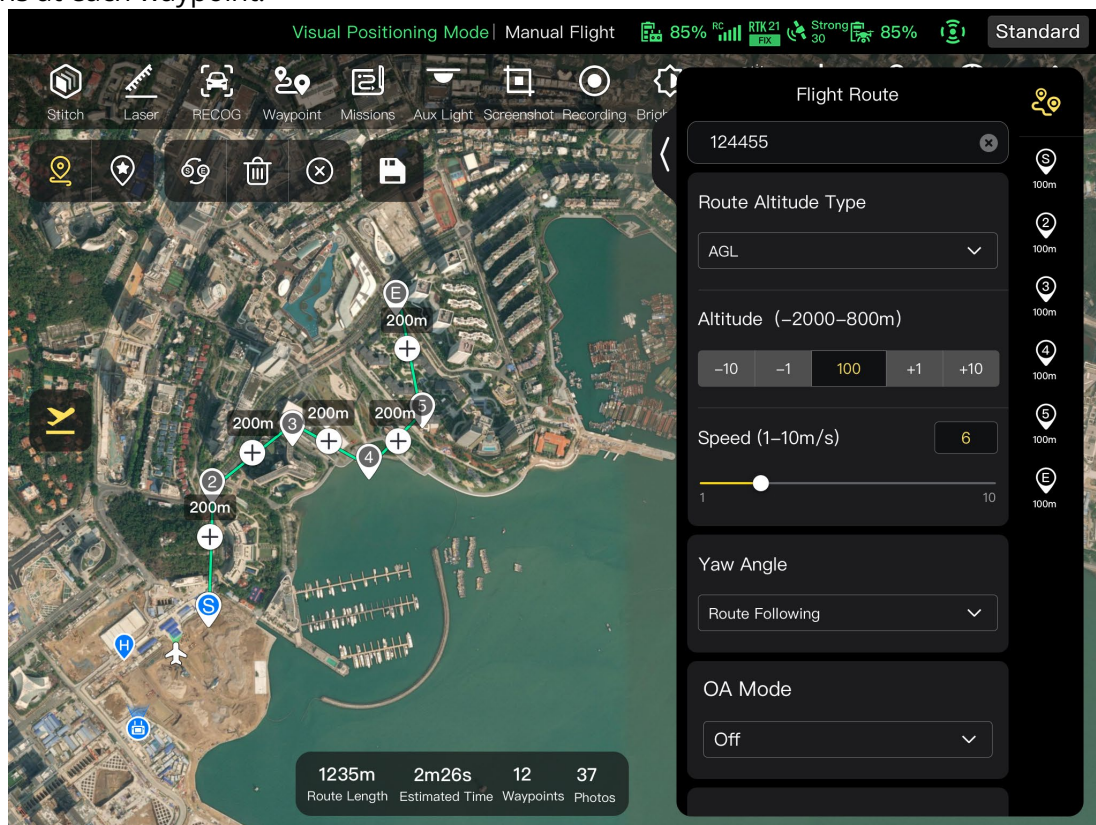 ns at each waypoint.
Visual Positioning Mode | Manual Flight 85% RC RTK 21 FIX Strong 30 85% Standard
Stitch Laser RECOG Waypoint Missions Aux Light Screenshot Recording
Flight Route
124455
S
100m
2
100m
3
100m
4
100m
5
100m
E
100m
Route Altitude Type
AGL
Altitude (-2000-800m)
-10 -1 100 +1 +10
Speed (1-10m/s) 6
1 10
Yaw Angle
Route Following
OA Mode
Off
S E
E
200m
5
200m
200m
200m
3
4
2
200m
S
H
1235m 2m26s 12 37
Route Length Estimated Time Waypoints Photos